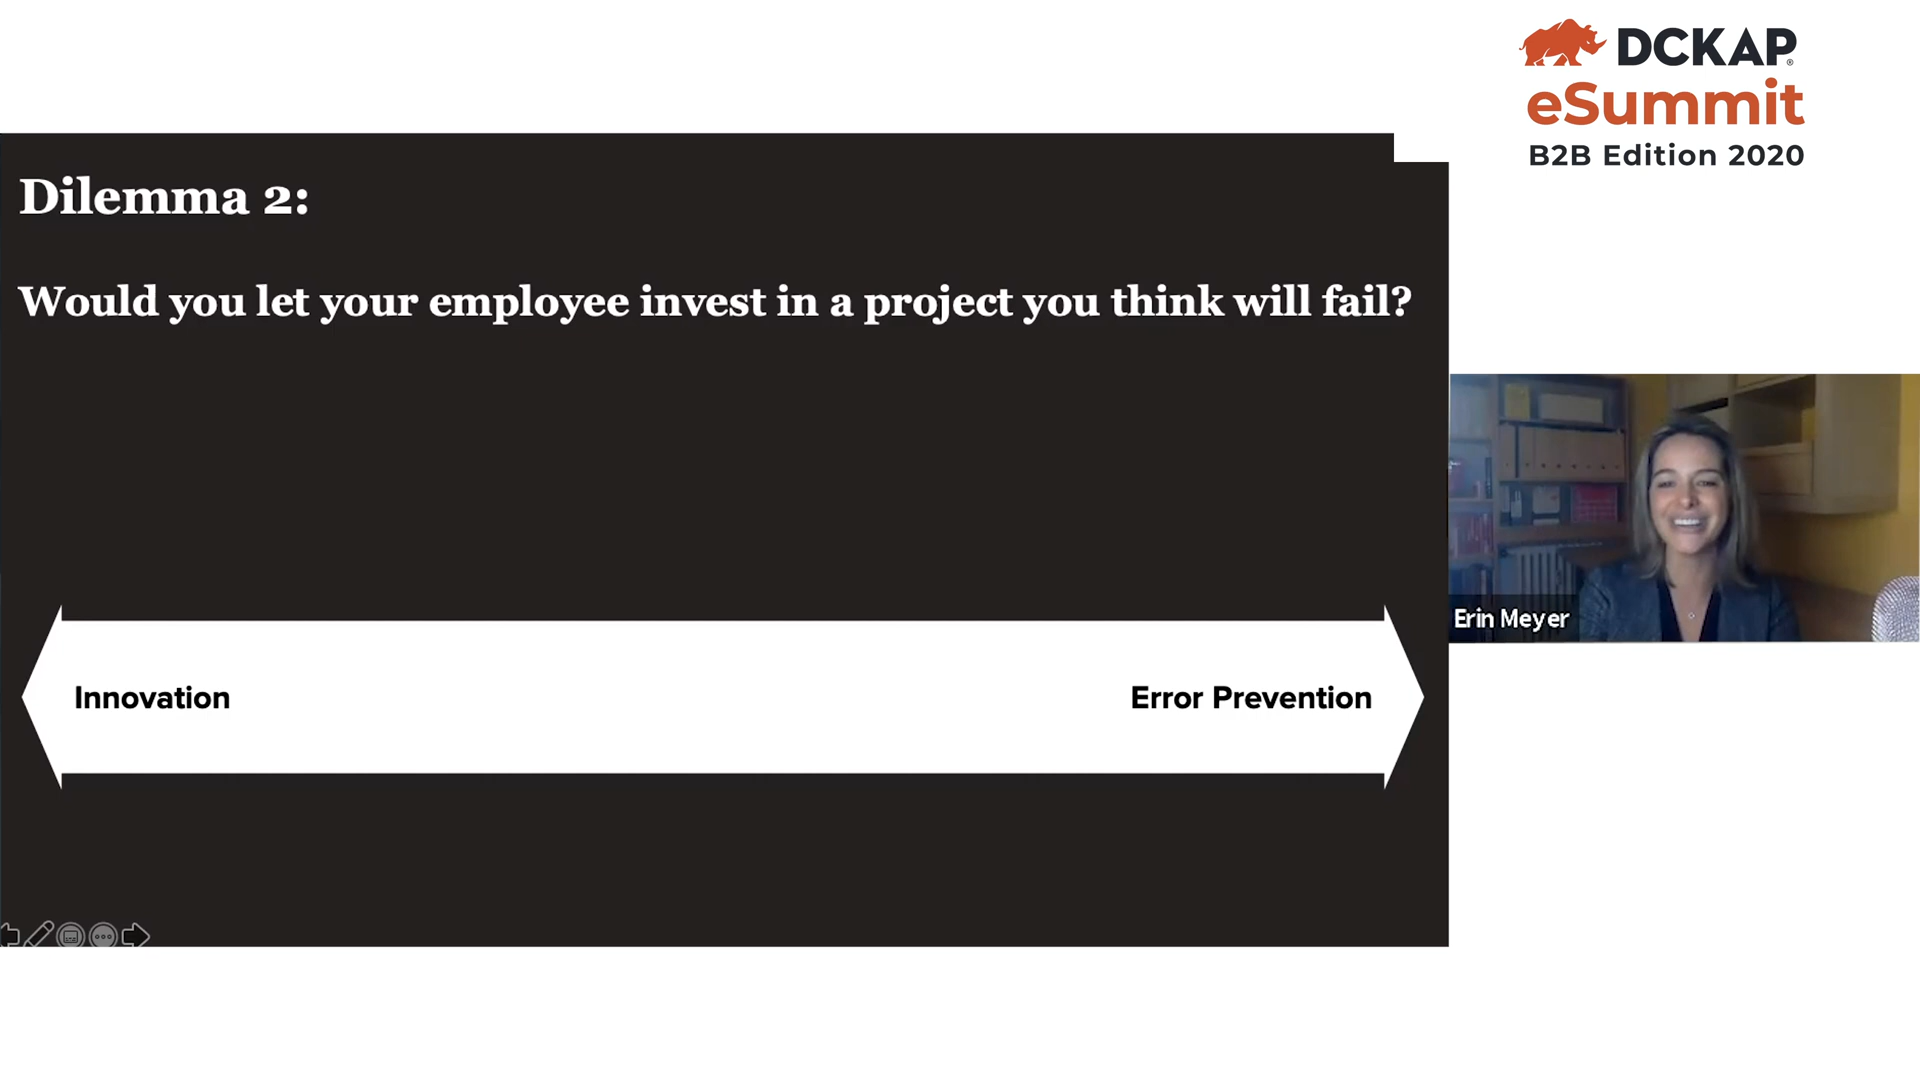 DCKAP®
eSummit
B2B Edition 2020
Dilemma 2:
Would you let your employee invest in a project you think will fail?
Innovation
Error Prevention
Erin Meyer